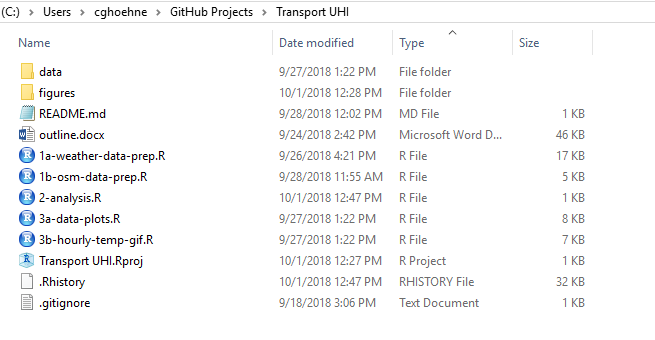 (C:) > Users > cghoehne > GitHub Projects > Transport UHI
Name Date modified Type Size
data 9/27/2018 1:22 PM File folder
figures 10/1/2018 12:28 PM File folder
README.md 9/28/2018 12:02 PM MD File 1 KB
outline.docx 9/24/2018 2:42 PM Microsoft Word D... 46 KB
1a-weather-data-prep.R 9/26/2018 4:21 PM R File 17 KB
1b-osm-data-prep.R 9/28/2018 11:55 AM R File 5 KB
2-analysis.R 10/1/2018 12:47 PM R File 1 KB
3a-data-plots.R 9/27/2018 1:22 PM R File 8 KB
3b-hourly-temp-gif.R 9/27/2018 1:22 PM R File 7 KB
Transport UHI.Rproj 10/1/2018 12:27 PM R Project 1 KB
.Rhistory 10/1/2018 12:47 PM RHISTORY File 32 KB
.gitignore 9/18/2018 3:06 PM Text Document 1 KB